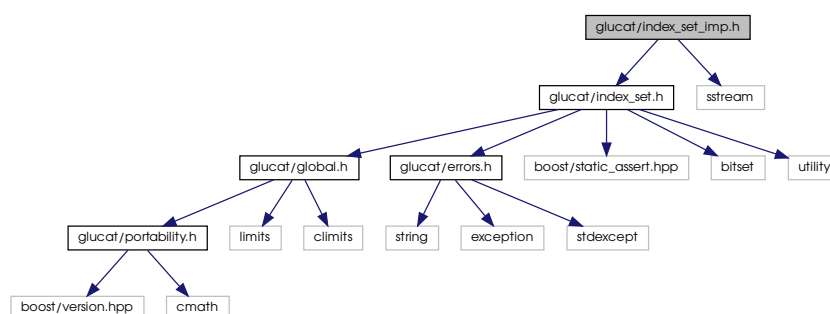 glucat/index_set_imp.h
glucat/index_set.h
sstream
glucat/global.h
glucat/errors.h
boost/static_assert.hpp
bitset
utility
glucat/portability.h
limits
climits
string
exception
stdexcept
boost/version.hpp
cmath